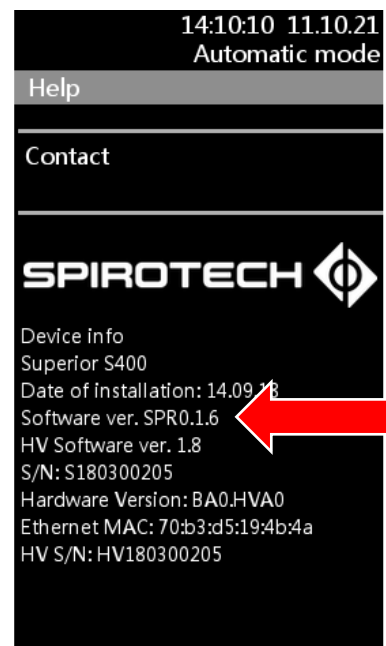 14:10:10 11.10.21
Automatic mode
Help
Contact
SPIROTECH
Device info
Superior S400
Date of installation: 14.09.18
Software ver. SPR0.1.6
HV Software ver. 1.8
S/N: S180300205
Hardware Version: BA0.HVA0
Ethernet MAC: 70:b3:d5:19:4b:4a
HV S/N: HV180300205